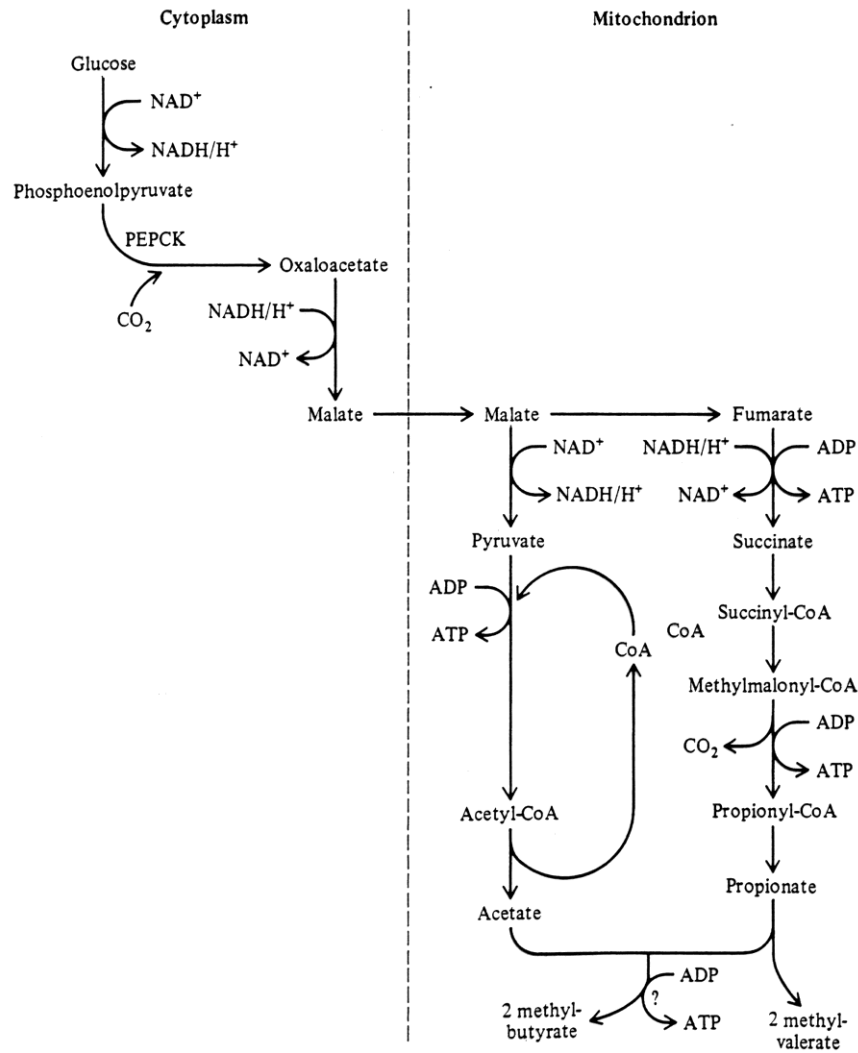 Cytoplasm
Mitochondrion
Glucose
NAD⁺
NADH/H⁺
Phosphoenolpyruvate
PEPCK
CO₂
Oxaloacetate
NADH/H⁺
NAD⁺
Malate
Malate
Fumarate
NAD⁺
NADH/H⁺
NADH/H⁺
ADP
NAD⁺
ATP
Pyruvate
Succinate
ADP
ATP
CoA
CoA
Succinyl-CoA
Methylmalonyl-CoA
ADP
CO₂
ATP
Acetyl-CoA
Propionyl-CoA
Acetate
Propionate
ADP
?
ATP
2 methyl-
butyrate
2 methyl-
valerate